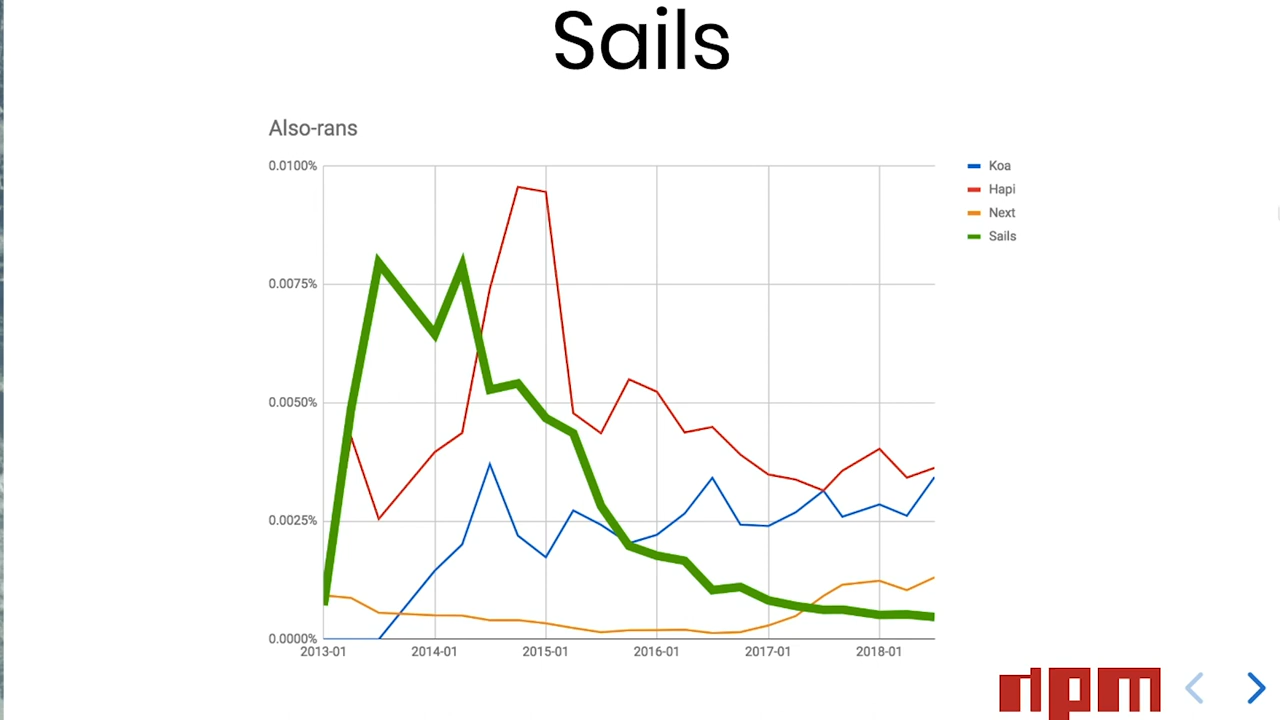 Sails
Also-rans
0.0100%
0.0075%
0.0050%
0.0025%
0.0000%
2013-01
2014-01
2015-01
2016-01
2017-01
2018-01
Koa
Hapi
Next
Sails
npm